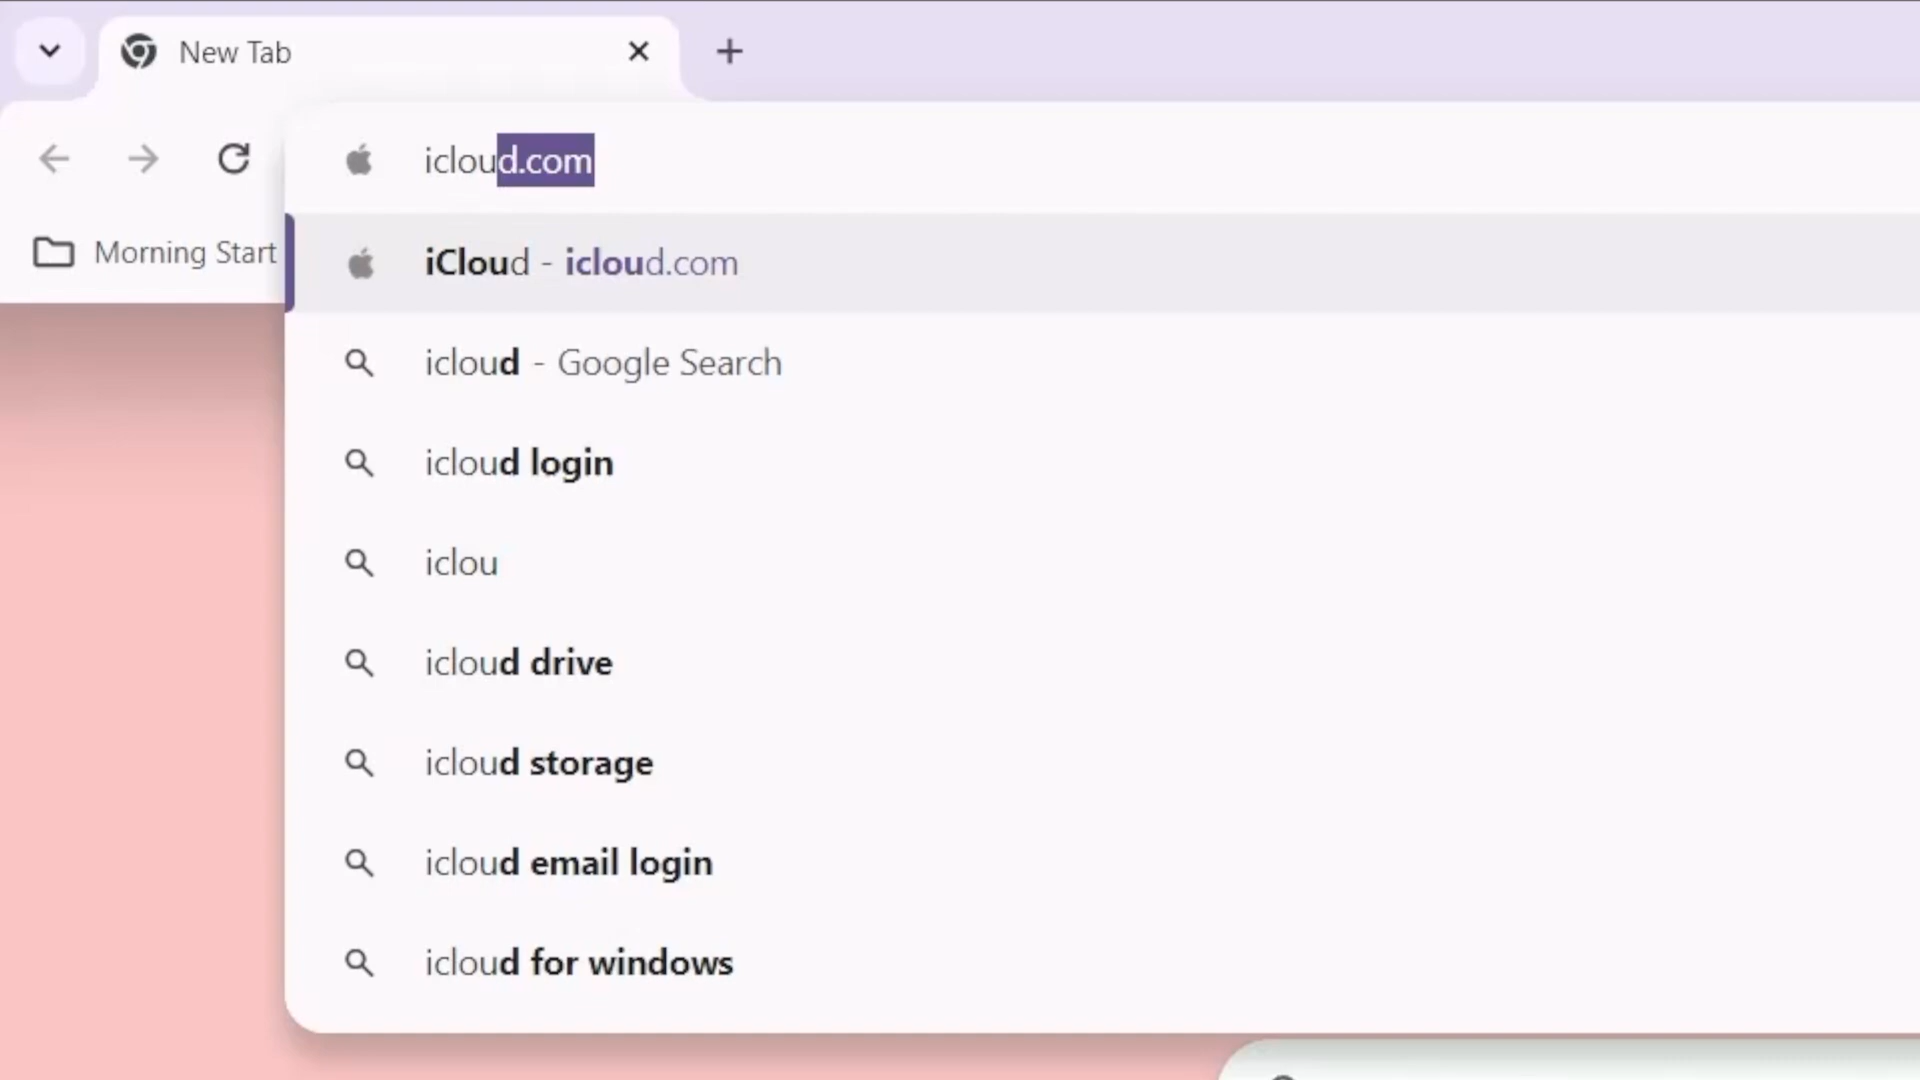 New Tab
icloud.com
Morning Start
iCloud - icloud.com
icloud - Google Search
icloud login
iclou
icloud drive
icloud storage
icloud email login
icloud for windows